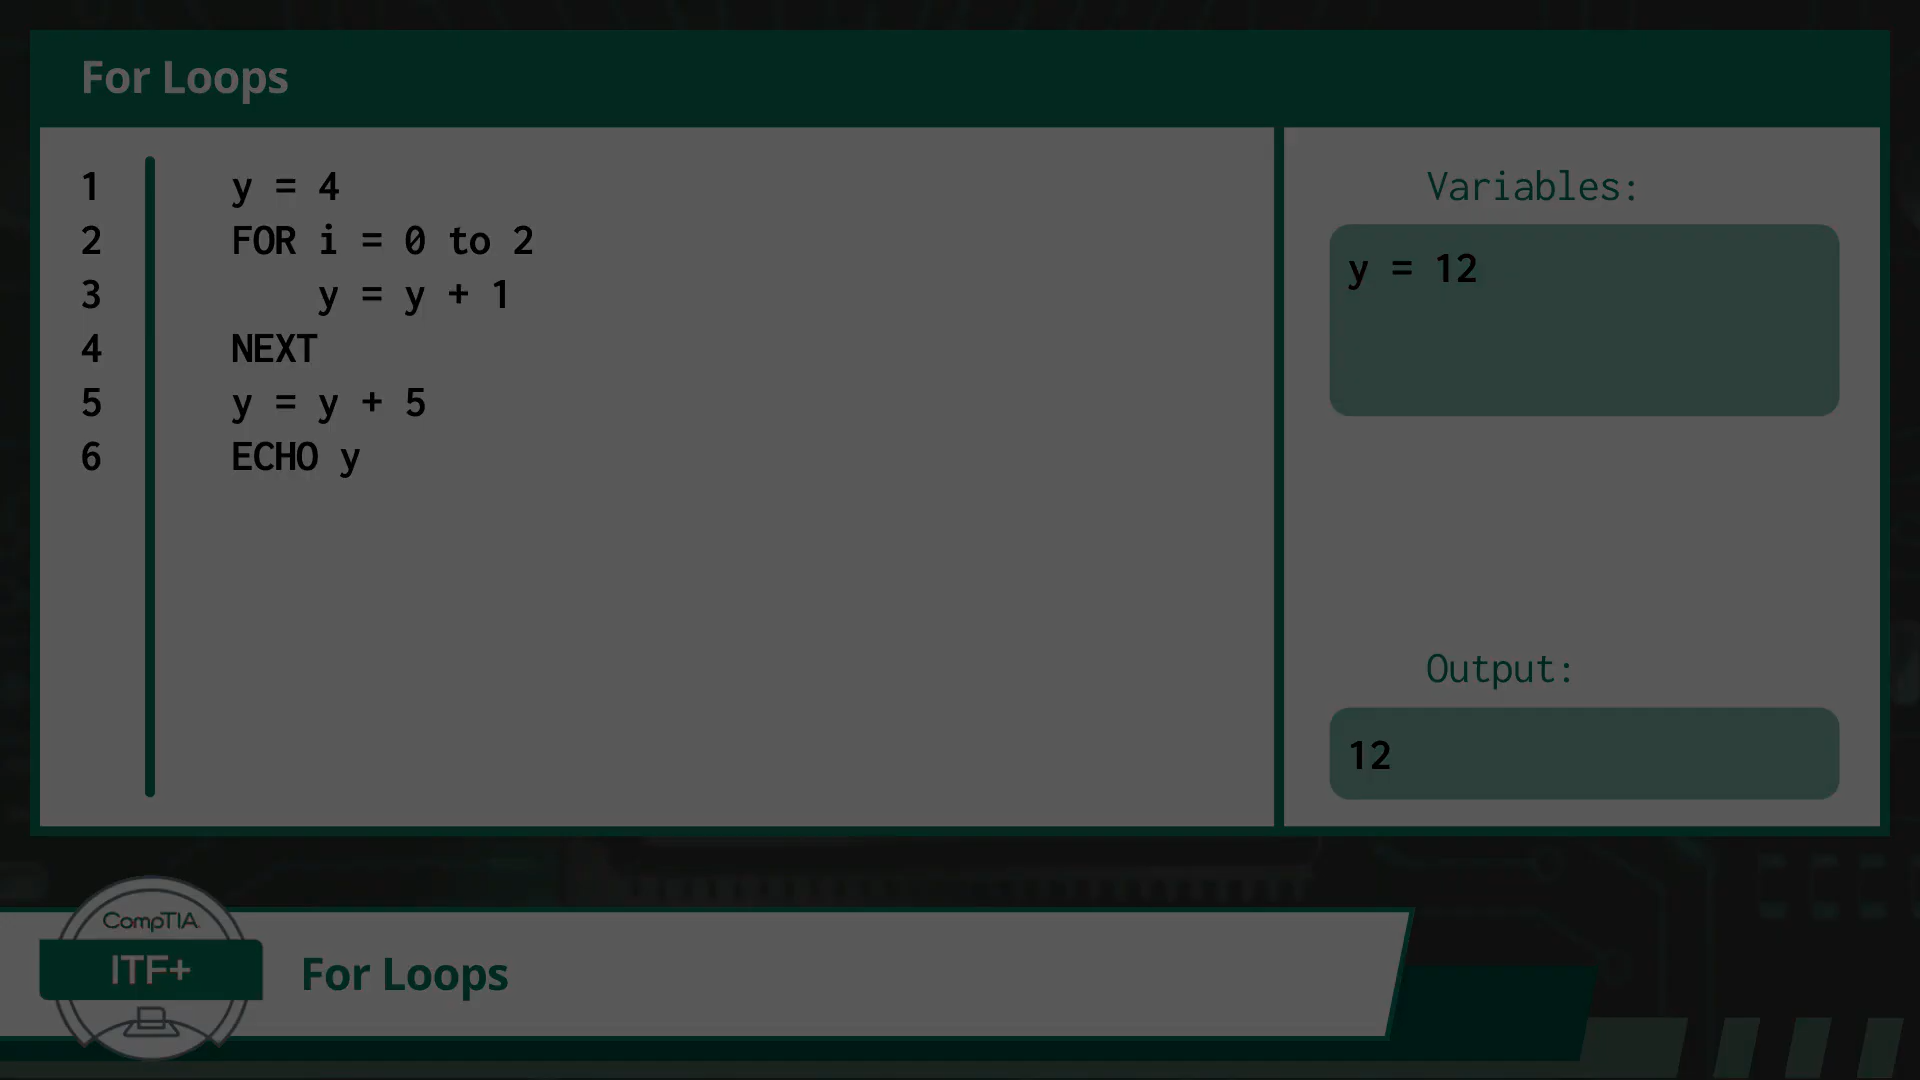 For Loops
1 y = 4
2 FOR i = 0 to 2
3 y = y + 1
4 NEXT
5 y = y + 5
6 ECHO y
Variables:
y = 12
Output:
12
CompTIA
ITF+
For Loops